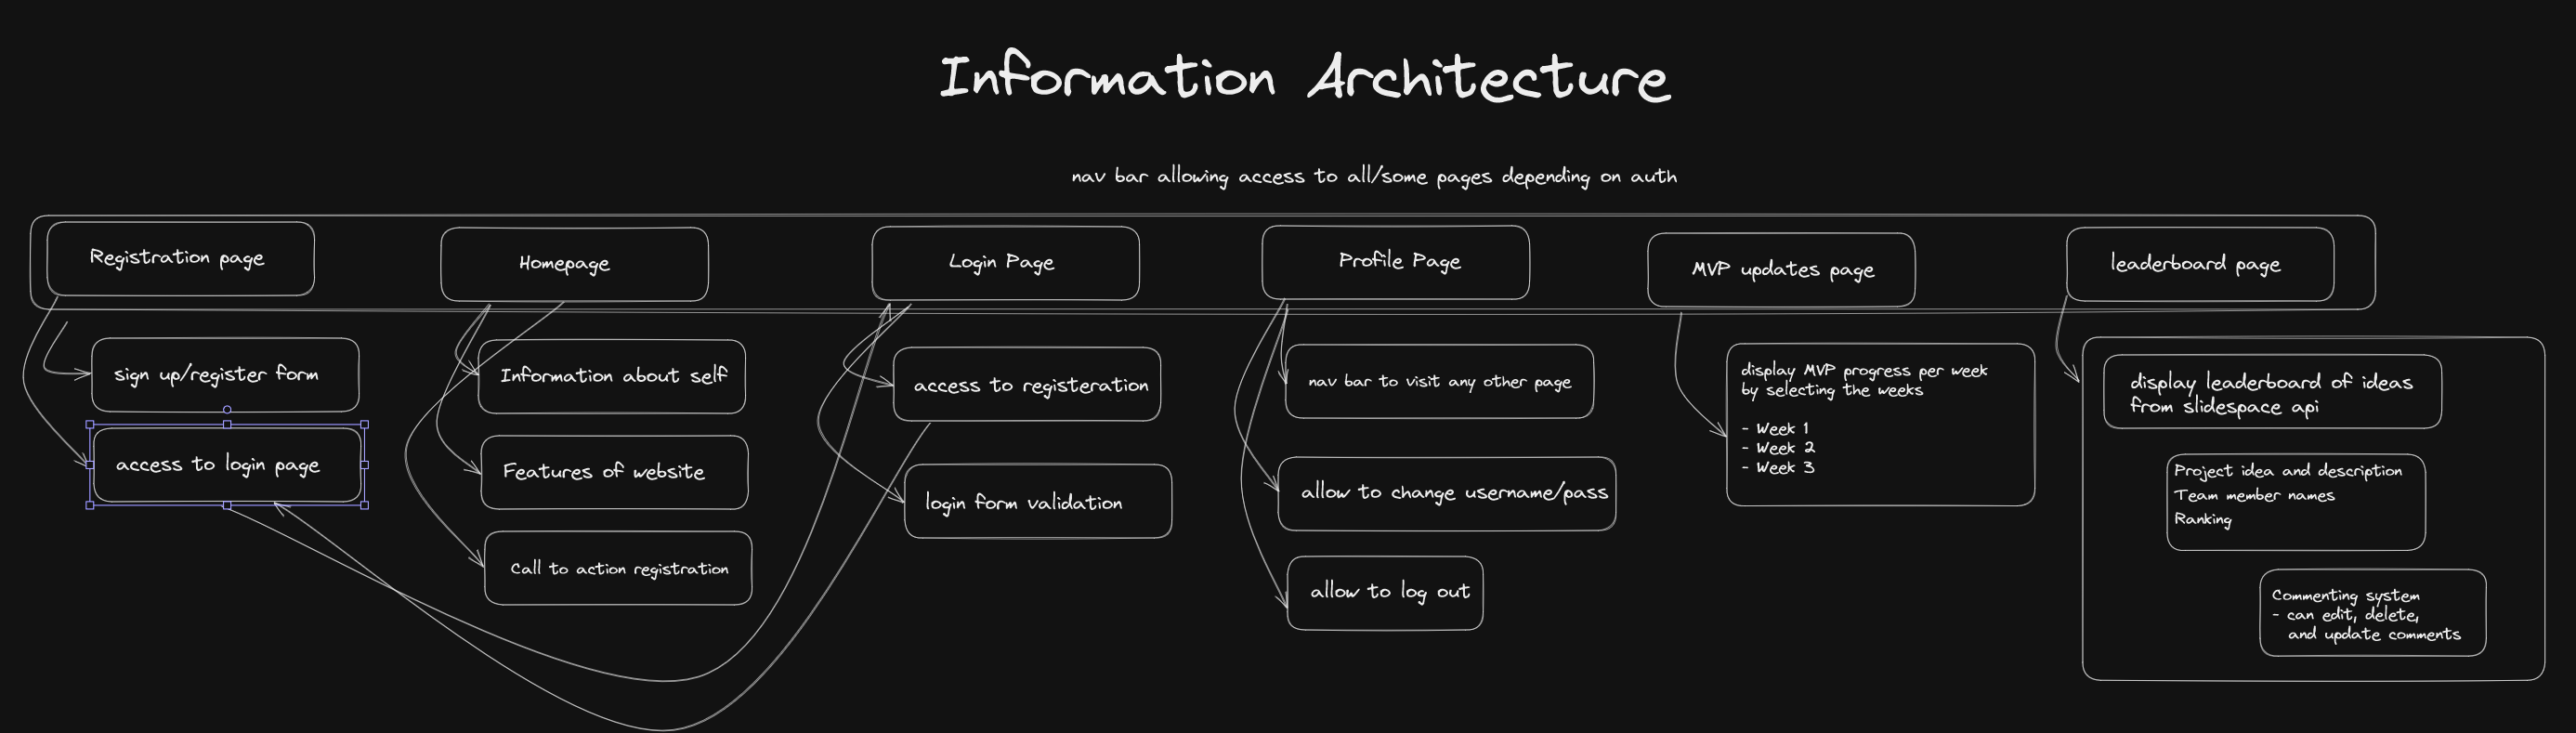 Information Architecture
nav bar allowing access to all/some pages depending on auth
Registration page
Homepage
Login Page
Profile Page
MVP updates page
leaderboard page
sign up/register form
access to login page
Information about self
Features of website
Call to action registration
access to registeration
login form validation
nav bar to visit any other page
allow to change username/pass
allow to log out
display MVP progress per week
by selecting the weeks
- Week 1
- Week 2
- Week 3
display leaderboard of ideas
from slidespace api
Project idea and description
Team member names
Ranking
Commenting system
- can edit, delete,
and update comments